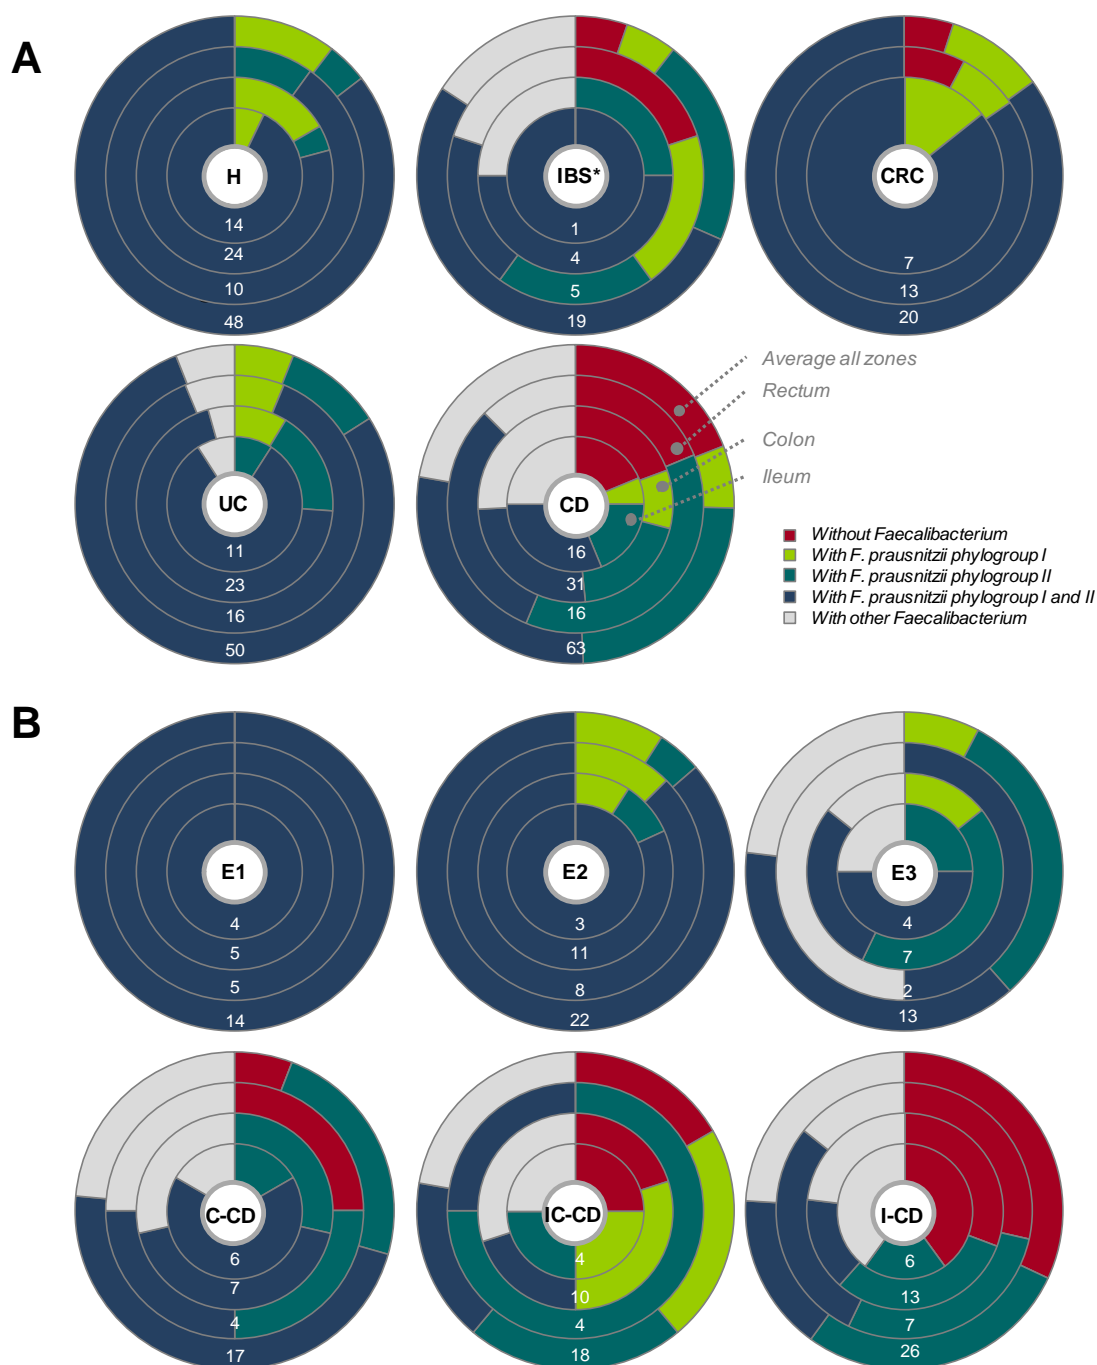 A
H
14
24
10
48
IBS*
1
4
5
19
CRC
7
13
20
UC
11
23
16
50
CD
16
31
16
63
Average all zones
Rectum
Colon
Ileum
Without Faecalibacterium
With F. prausnitzii phylogroup I
With F. prausnitzii phylogroup II
With F. prausnitzii phylogroup I and II
With other Faecalibacterium
B
E1
4
5
5
14
E2
3
11
8
22
E3
4
7
2
13
C-CD
6
7
4
17
IC-CD
4
10
4
18
I-CD
6
13
7
26